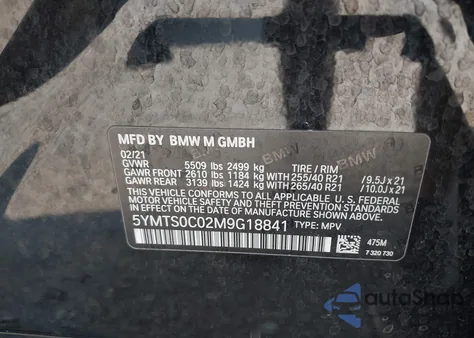 MFD BY BMW M GMBH
02/21
GVWR 5509 lbs 2499 kg TIRE / RIM
GAWR FRONT 2610 lbs 1184 kg WITH 255/40 R21 / 9.5J x 21
GAWR REAR 3139 lbs 1424 kg WITH 265/40 R21 / 10.0J x 21
THIS VEHICLE CONFORMS TO ALL APPLICABLE U.S. FEDERAL
MOTOR VEHICLE SAFETY, BUMPER, AND THEFT PREVENTION
STANDARDS IN EFFECT ON THE DATE OF MANUFACTURE SHOWN ABOVE.
5YMTS0C02M9G18841 TYPE: MPV
475M
7 320 730
autoSnap